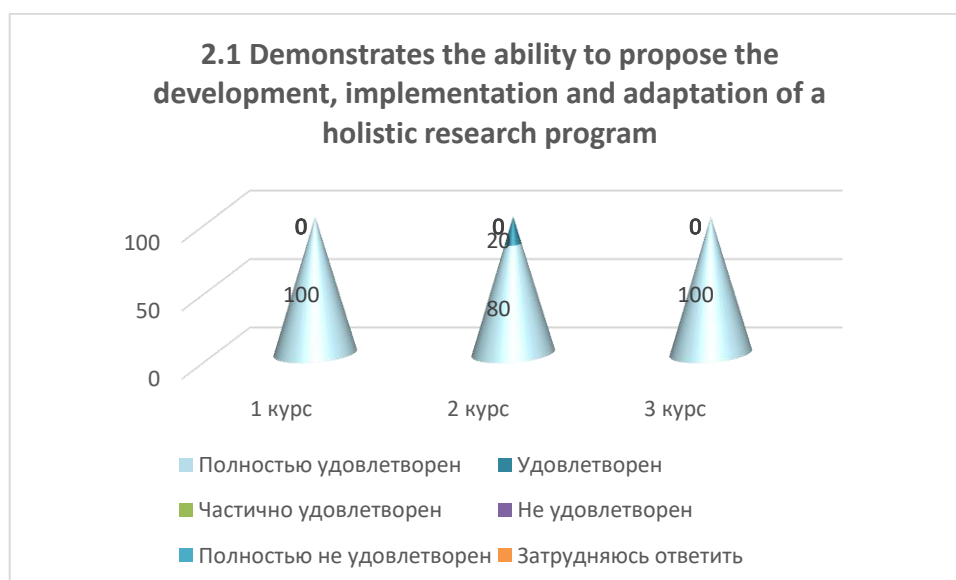 2.1 Demonstrates the ability to propose the
development, implementation and adaptation of a
holistic research program
0 0 0
100 20
100 80 100
50
0
1 курс 2 курс 3 курс
Полностью удовлетворен Удовлетворен
Частично удовлетворен Не удовлетворен
Полностью не удовлетворен Затрудняюсь ответить